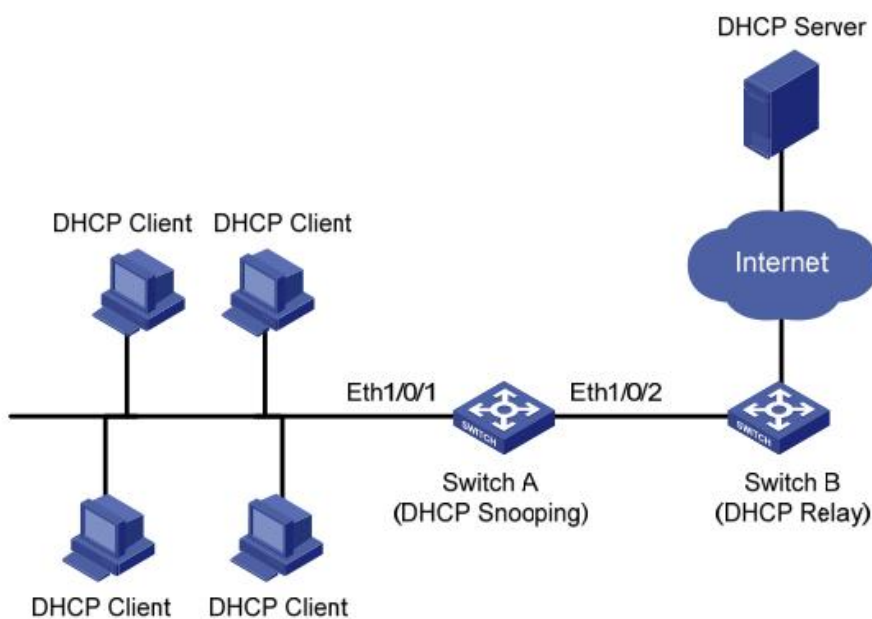 DHCP Server
DHCP Client DHCP Client
Internet
Eth1/0/1 Eth1/0/2
SWITCH SWITCH
Switch A
(DHCP Snooping)
Switch B
(DHCP Relay)
DHCP Client DHCP Client